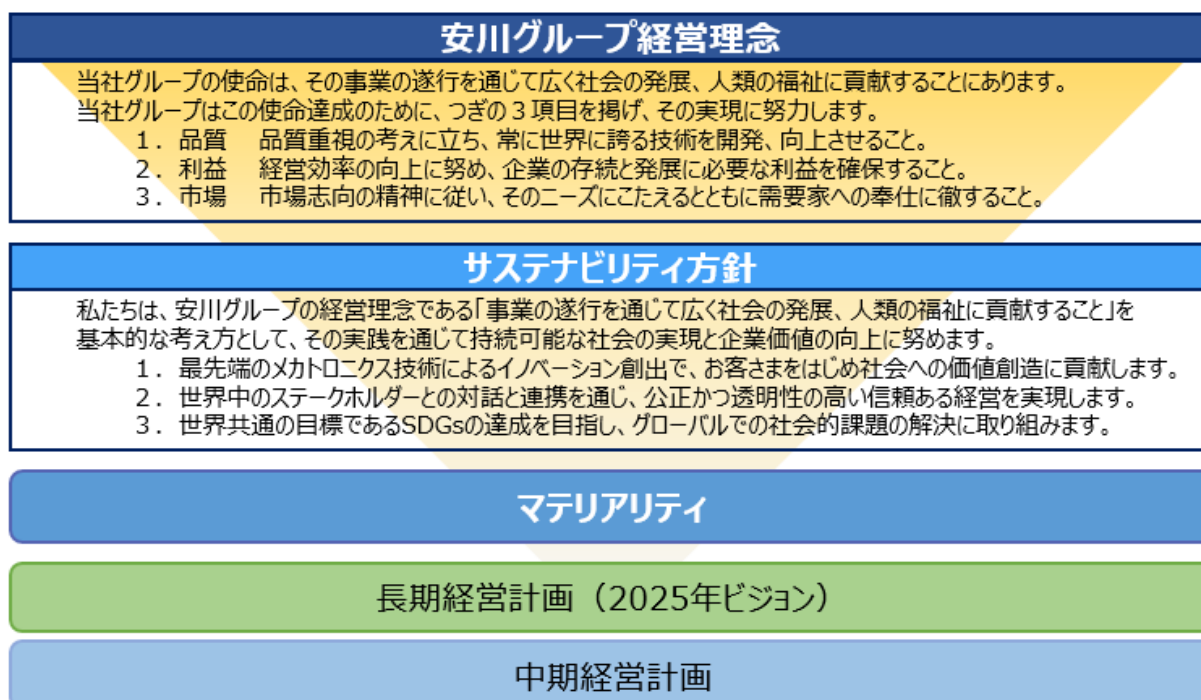 安川グループ経営理念
当社グループの使命は、その事業の遂行を通じて広く社会の発展、人類の福祉に貢献することにあります。
当社グループはこの使命達成のために、つぎの３項目を掲げ、その実現に努力します。
１．品質　品質重視の考えに立ち、常に世界に誇る技術を開発、向上させること。
２．利益　経営効率の向上に努め、企業の存続と発展に必要な利益を確保すること。
３．市場　市場志向の精神に従い、そのニーズにこたえるとともに需要家への奉仕に徹すること。
サステナビリティ方針
私たちは、安川グループの経営理念である「事業の遂行を通じて広く社会の発展、人類の福祉に貢献すること」を
基本的な考え方として、その実践を通じて持続可能な社会の実現と企業価値の向上に努めます。
１．最先端のメカトロニクス技術によるイノベーション創出で、お客さまをはじめ社会への価値創造に貢献します。
２．世界中のステークホルダーとの対話と連携を通じ、公正かつ透明性の高い信頼ある経営を実現します。
３．世界共通の目標であるSDGsの達成を目指し、グローバルでの社会的課題の解決に取り組みます。
マテリアリティ
長期経営計画（2025年ビジョン）
中期経営計画